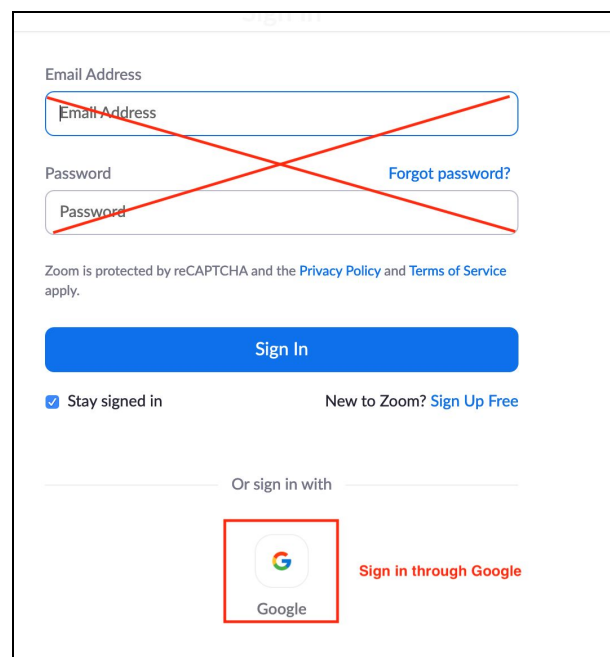 Sign In
Email Address
Email Address
Password Forgot password?
Password
Zoom is protected by reCAPTCHA and the Privacy Policy and Terms of Service
apply.
Sign In
Stay signed in New to Zoom? Sign Up Free
Or sign in with
G
Sign in through Google
Google